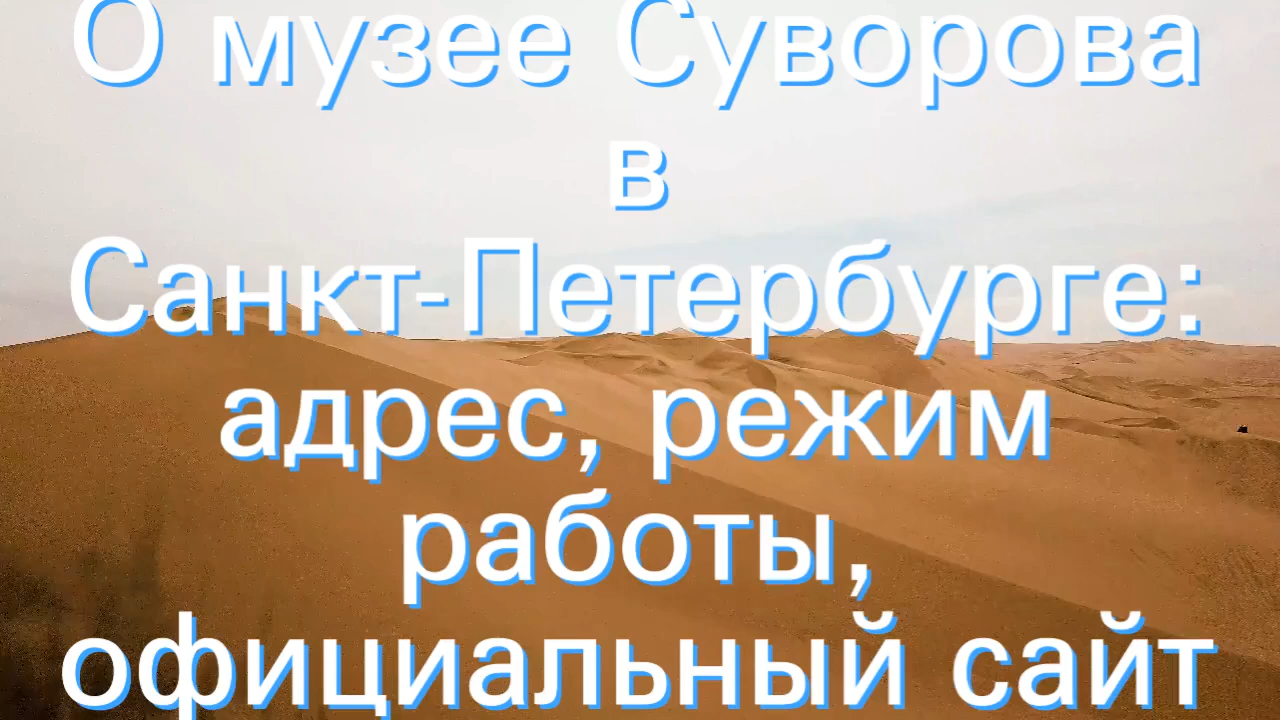 О музее Суворова
в
Санкт-Петербурге:
адрес, режим
работы,
официальный сайт